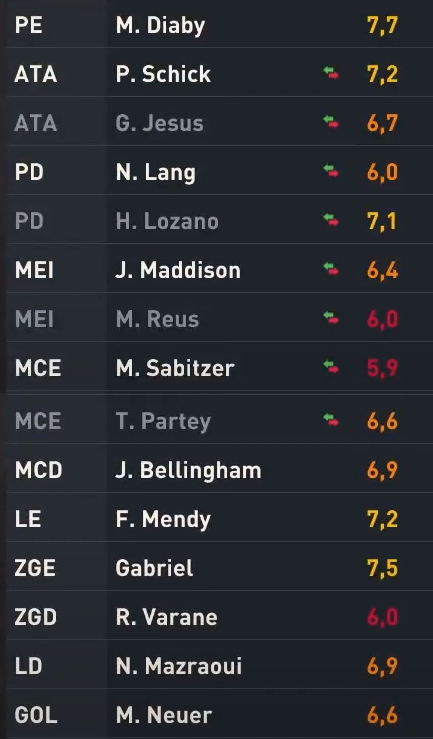 PE M. Diaby 7,7
ATA P. Schick 7,2
ATA G. Jesus 6,7
PD N. Lang 6,0
PD H. Lozano 7,1
MEI J. Maddison 6,4
MEI M. Reus 6,0
MCE M. Sabitzer 5,9
MCE T. Partey 6,6
MCD J. Bellingham 6,9
LE F. Mendy 7,2
ZGE Gabriel 7,5
ZGD R. Varane 6,0
LD N. Mazraoui 6,9
GOL M. Neuer 6,6